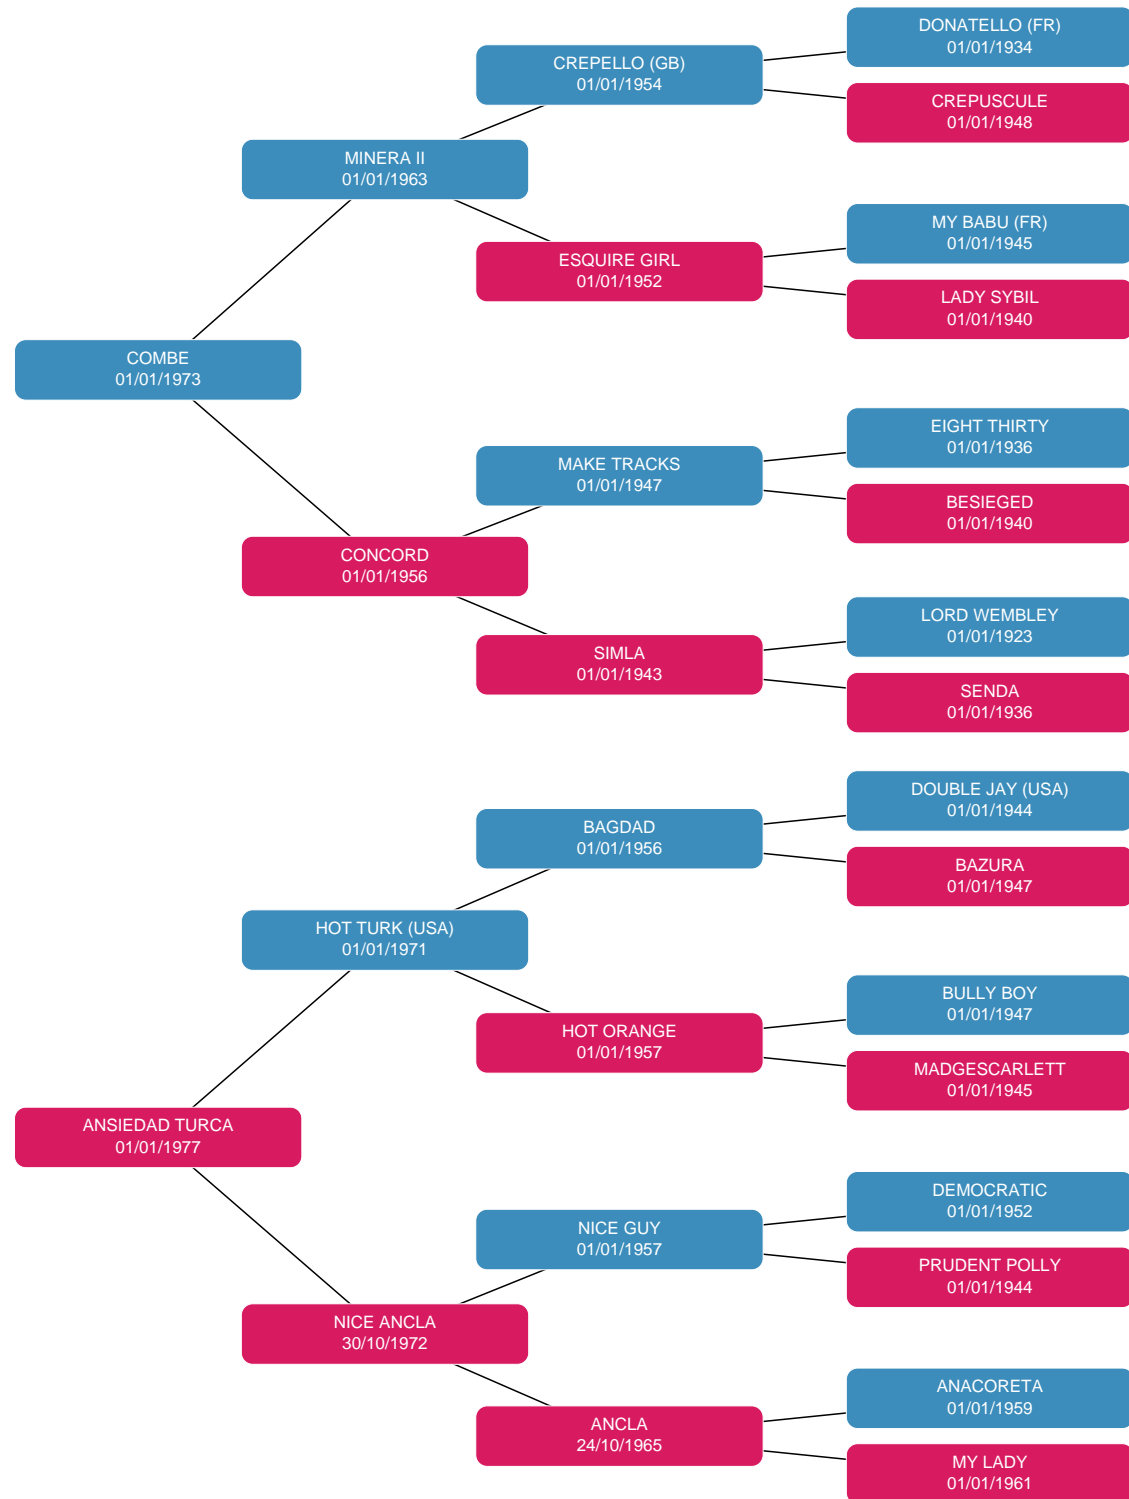 DONATELLO (FR)
01/01/1934
CREPELLO (GB)
01/01/1954
CREPUSCULE
01/01/1948
MINERA II
01/01/1963
MY BABU (FR)
01/01/1945
ESQUIRE GIRL
01/01/1952
LADY SYBIL
01/01/1940
COMBE
01/01/1973
EIGHT THIRTY
01/01/1936
MAKE TRACKS
01/01/1947
BESIEGED
01/01/1940
CONCORD
01/01/1956
LORD WEMBLEY
01/01/1923
SIMLA
01/01/1943
SENDA
01/01/1936
DOUBLE JAY (USA)
01/01/1944
BAGDAD
01/01/1956
BAZURA
01/01/1947
HOT TURK (USA)
01/01/1971
BULLY BOY
01/01/1947
HOT ORANGE
01/01/1957
MADGESCARLETT
01/01/1945
ANSIEDAD TURCA
01/01/1977
DEMOCRATIC
01/01/1952
NICE GUY
01/01/1957
PRUDENT POLLY
01/01/1944
NICE ANCLA
30/10/1972
ANACORETA
01/01/1959
ANCLA
24/10/1965
MY LADY
01/01/1961